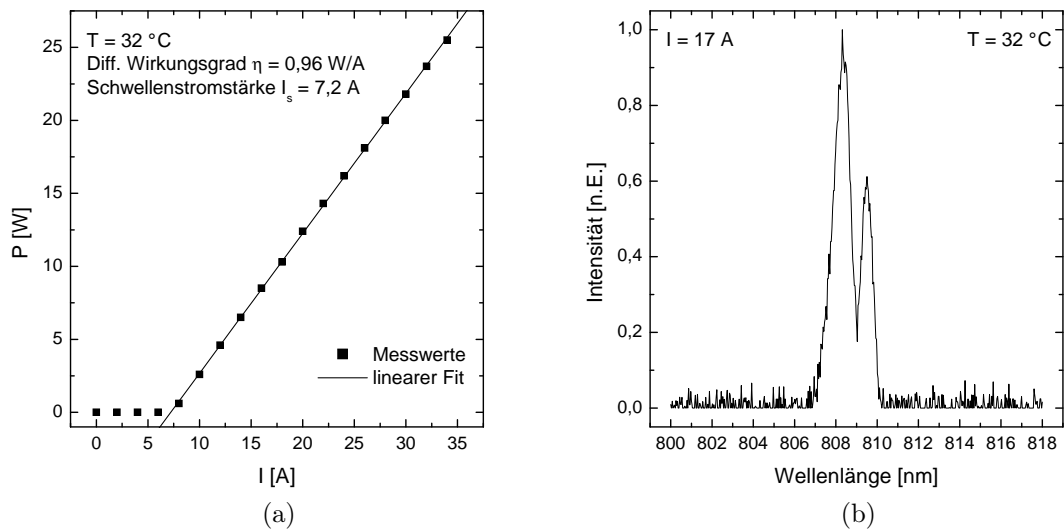 T = 32 °C
Diff. Wirkungsgrad η = 0,96 W/A
Schwellenstromstärke I_s = 7,2 A
25
20
15
10
5
0
P [W]
Messwerte
linearer Fit
0 5 10 15 20 25 30 35
I [A]
(a)
I = 17 A T = 32 °C
1,0
0,8
0,6
0,4
0,2
0,0
Intensität [n.E.]
800 802 804 806 808 810 812 814 816 818
Wellenlänge [nm]
(b)